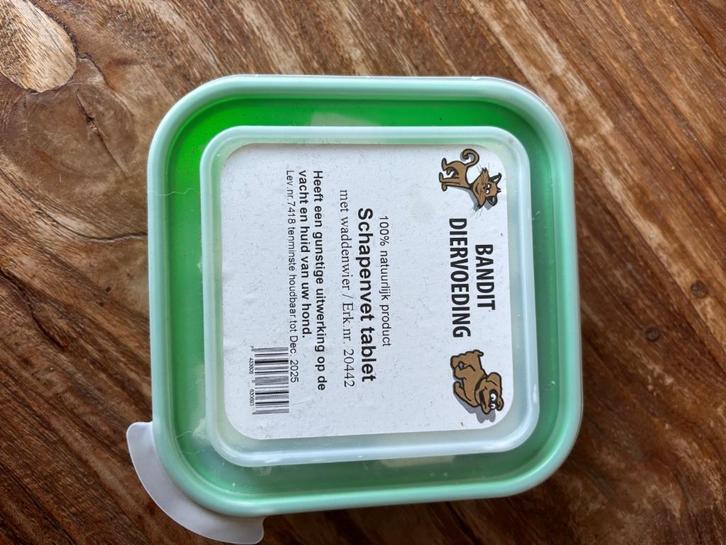 BANDIT
DIERVOEDING
100% natuurlijk product
Schapenvet tablet
met waddenwier / Erk.nr. 20442
Heeft een gunstige uitwerking op de
vacht en huid van uw hond.
Lev.nr.7418 tenminste houdbaar tot Dec. 2025